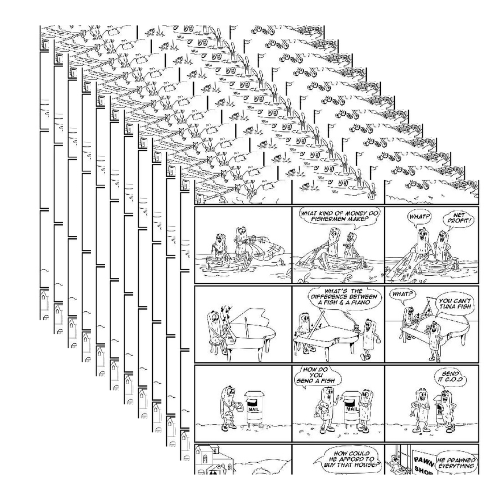 WHAT KIND OF MONEY DO
FISHERMEN MAKE?
WHAT?
NET
PROFIT!
WHAT'S THE
DIFFERENCE BETWEEN
A FISH & A PIANO
WHAT?
YOU CAN'T
TUNA FISH
HOW DO
YOU
SEND A FISH
MAIL
MAIL
SEND
IT C.O.D
HOW COULD
HE AFFORD TO
BUY THAT HOUSE?
PAWN
SHOP
HE PRAWNED
EVERYTHING